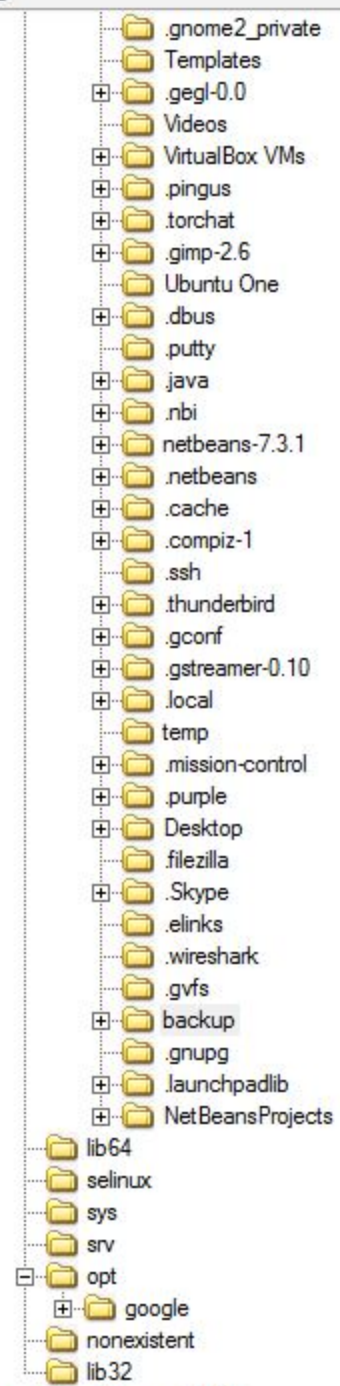 .gnome2_private
Templates
.gegl-0.0
Videos
VirtualBox VMs
.pingus
.torchat
.gimp-2.6
Ubuntu One
.dbus
.putty
.java
.nbi
netbeans-7.3.1
.netbeans
.cache
.compiz-1
.ssh
.thunderbird
.gconf
.gstreamer-0.10
.local
temp
.mission-control
.purple
Desktop
.filezilla
.Skype
.elinks
.wireshark
.gvfs
backup
.gnupg
.launchpadlib
NetBeansProjects
lib64
selinux
sys
srv
opt
google
nonexistent
lib32